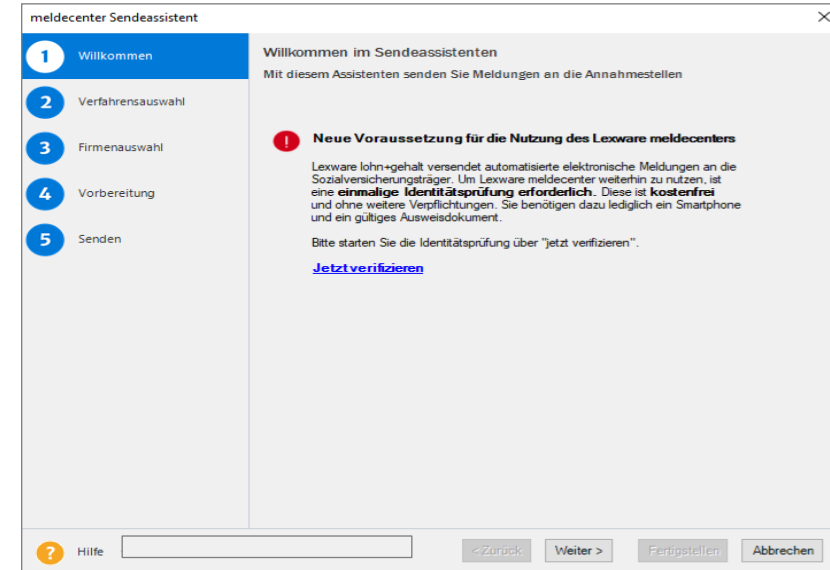 meldecenter Sendeassistent
1 Willkommen
2 Verfahrensauswahl
3 Firmenauswahl
4 Vorbereitung
5 Senden
Willkommen im Sendeassistenten
Mit diesem Assistenten senden Sie Meldungen an die Annahmestellen
Neue Voraussetzung für die Nutzung des Lexware meldecenters
Lexware lohn+gehalt versendet automatisierte elektronische Meldungen an die
Sozialversicherungsträger. Um Lexware meldecenter weiterhin zu nutzen, ist
eine einmalige Identitätsprüfung erforderlich. Diese ist kostenfrei
und ohne weitere Verpflichtungen. Sie benötigen dazu lediglich ein Smartphone
und ein gültiges Ausweisdokument.
Bitte starten Sie die Identitätsprüfung über "jetzt verifizieren".
Jetzt verifizieren
? Hilfe
< Zurück Weiter > Fertigstellen Abbrechen